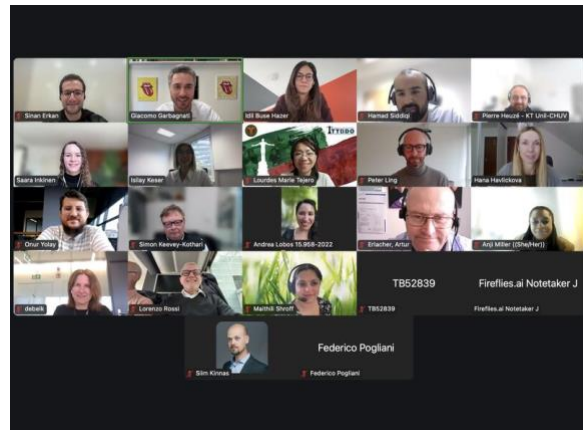 Sinan Erkan
Giacomo Garbagnati
Idil Buse Hazer
Hamad Siddiqi
Pierre Heuzé - KT Unil-CHUV
Saara Inkinen
Isilay Keser
Lourdes Marie Tejero
Peter Ling
Hana Havlickova
Onur Yolay
Simon Keevey-Kothari
Andrea Lobos 15.958-2022
Erlacher, Artur
Anji Miller ((She/Her))
debaik
Lorenzo Rossi
Maithili Shroff
TB52839
TB52839
Fireflies.ai Notetaker J
Fireflies.ai Notetaker J
Slim Kinnas
Federico Pogliani
Federico Pogliani